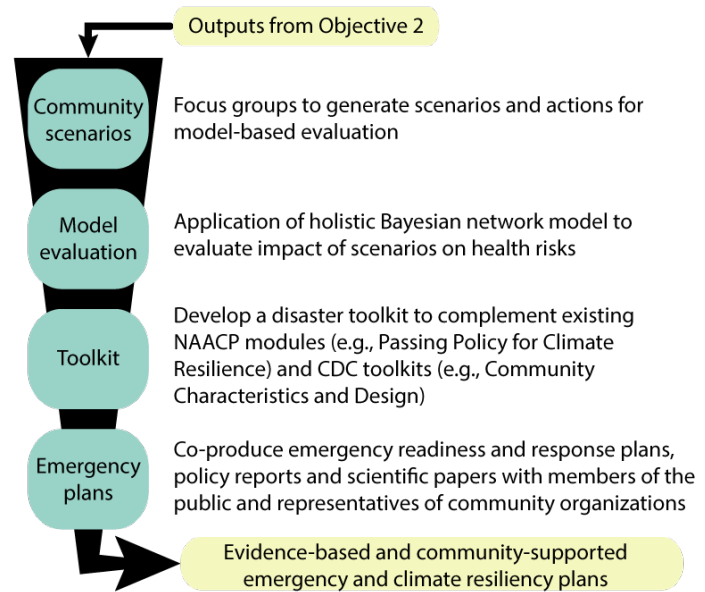 Outputs from Objective 2
Community
scenarios
Focus groups to generate scenarios and actions for
model-based evaluation
Model
evaluation
Application of holistic Bayesian network model to
evaluate impact of scenarios on health risks
Toolkit
Develop a disaster toolkit to complement existing
NAACP modules (e.g., Passing Policy for Climate
Resilience) and CDC toolkits (e.g., Community
Characteristics and Design)
Emergency
plans
Co-produce emergency readiness and response plans,
policy reports and scientific papers with members of the
public and representatives of community organizations
Evidence-based and community-supported
emergency and climate resiliency plans